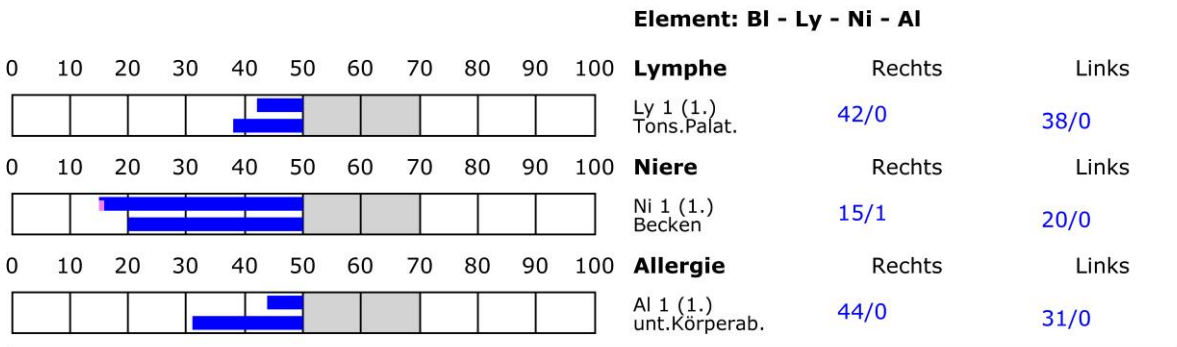 Element: Bl - Ly - Ni - Al
0 10 20 30 40 50 60 70 80 90 100 Lymphe Rechts Links
Ly 1 (1.) 42/0 38/0
Tons.Palat.
0 10 20 30 40 50 60 70 80 90 100 Niere Rechts Links
Ni 1 (1.) 15/1 20/0
Becken
0 10 20 30 40 50 60 70 80 90 100 Allergie Rechts Links
Al 1 (1.) 44/0 31/0
unt.Körperab.